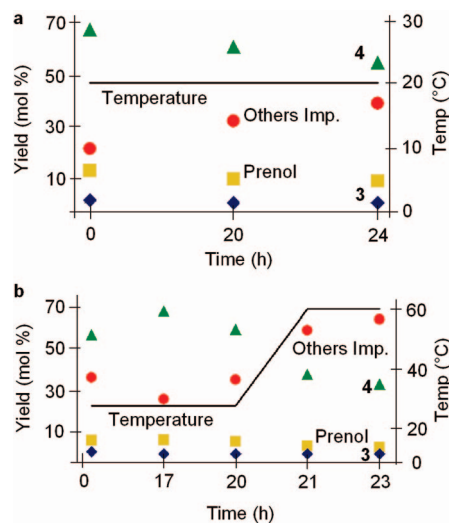 a
70
50
30
10
Yield (mol %)
30
20
10
0
Temp (°C)
4
Temperature
Others Imp.
Prenol
3
0
20
24
Time (h)
b
70
50
30
10
Yield (mol %)
60
40
20
0
Temp (°C)
Others Imp.
4
Temperature
Prenol
3
0
17
20
21
23
Time (h)